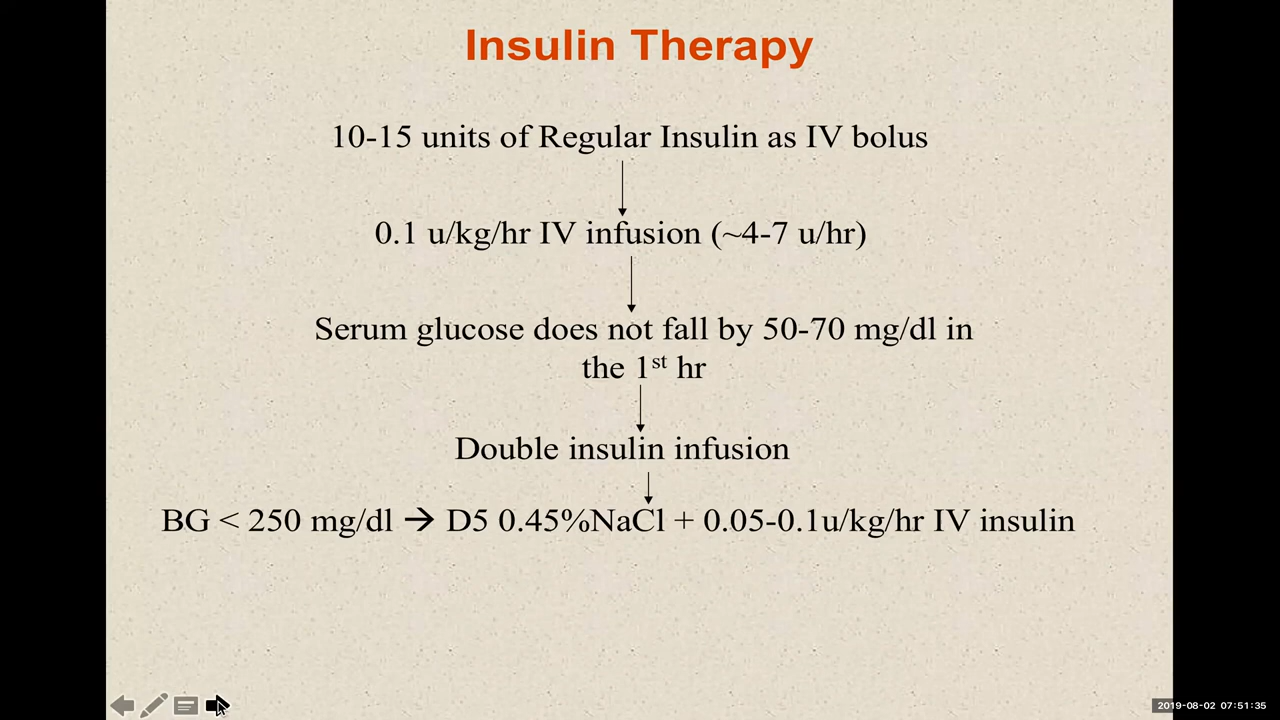 Insulin Therapy
10-15 units of Regular Insulin as IV bolus
0.1 u/kg/hr IV infusion (~4-7 u/hr)
Serum glucose does not fall by 50-70 mg/dl in
the 1st hr
Double insulin infusion
BG < 250 mg/dl → D5 0.45%NaCl + 0.05-0.1u/kg/hr IV insulin
2019-08-02 07:51:35